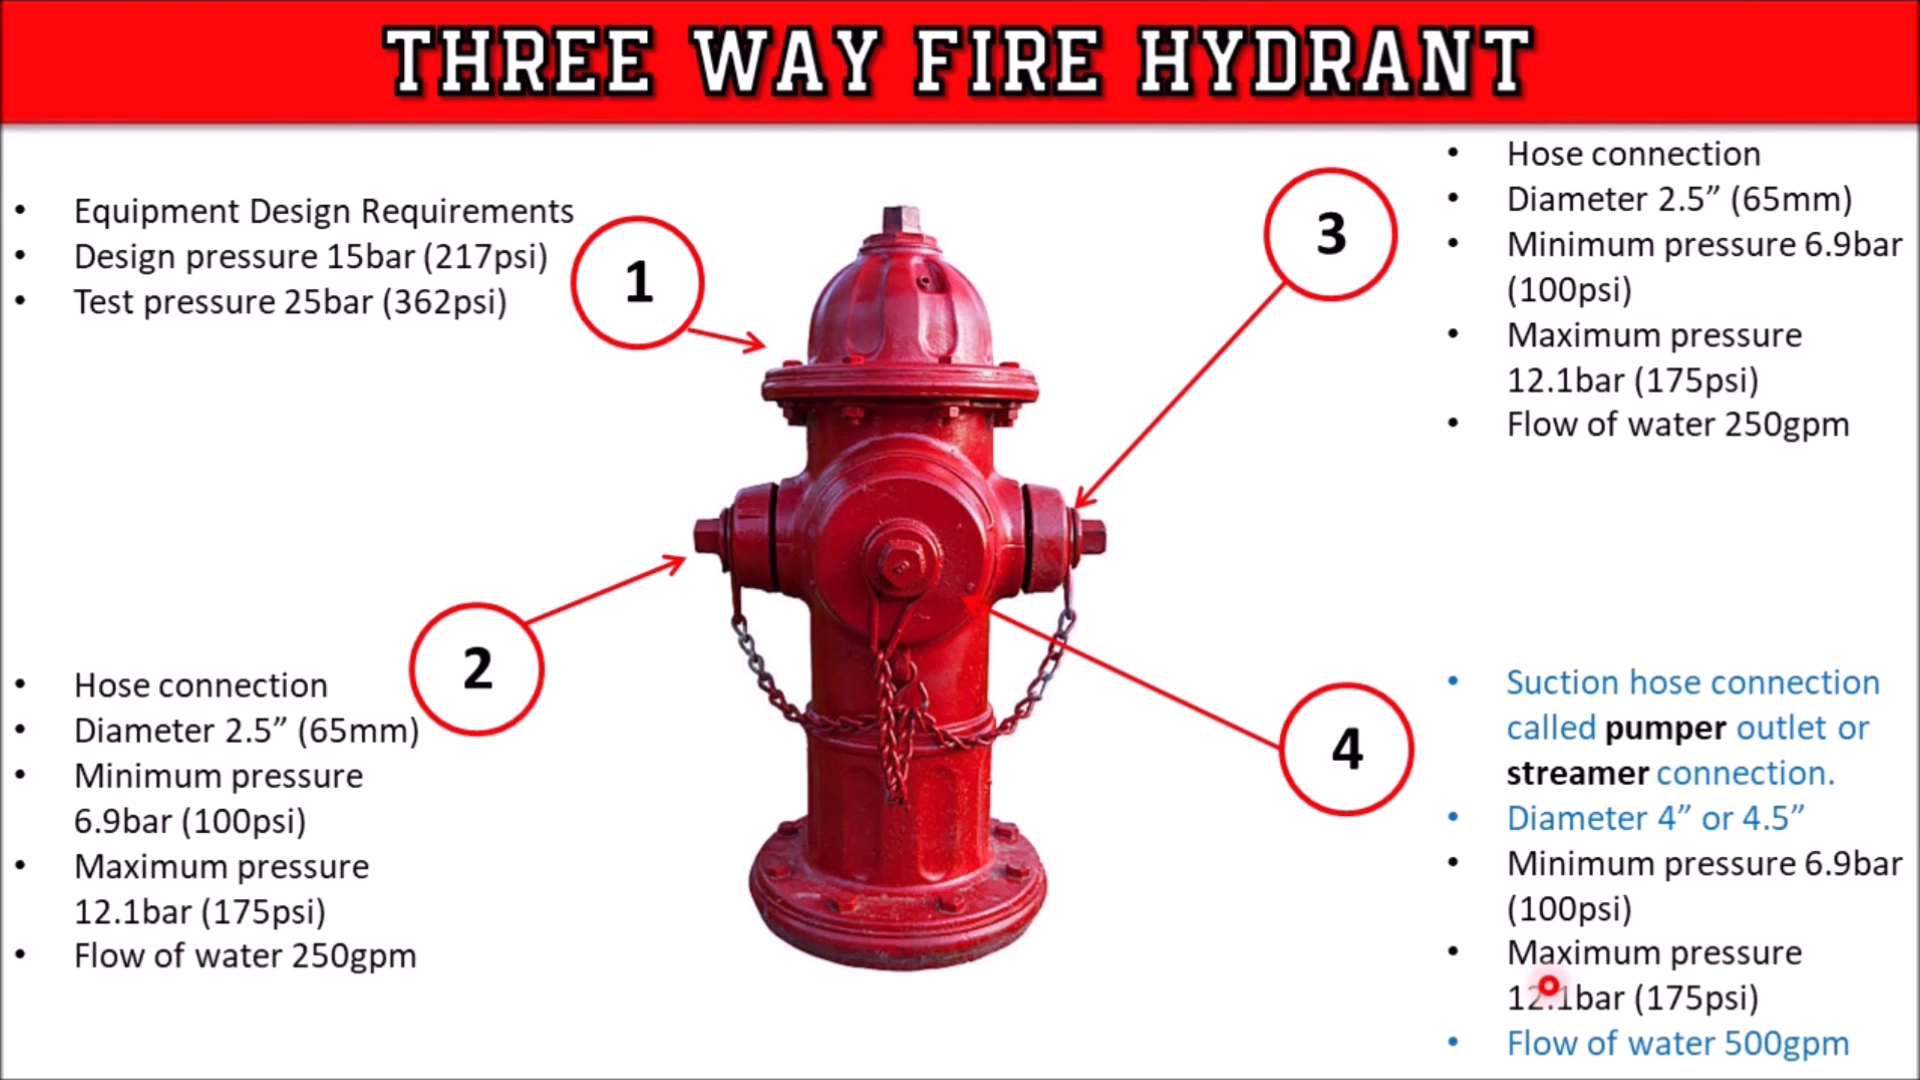 THREE WAY FIRE HYDRANT
• Equipment Design Requirements
• Design pressure 15bar (217psi)
• Test pressure 25bar (362psi)
1
2
• Hose connection
• Diameter 2.5” (65mm)
• Minimum pressure
6.9bar (100psi)
• Maximum pressure
12.1bar (175psi)
• Flow of water 250gpm
3
• Hose connection
• Diameter 2.5” (65mm)
• Minimum pressure 6.9bar
(100psi)
• Maximum pressure
12.1bar (175psi)
• Flow of water 250gpm
4
• Suction hose connection
called pumper outlet or
streamer connection.
• Diameter 4” or 4.5”
• Minimum pressure 6.9bar
(100psi)
• Maximum pressure
12.1bar (175psi)
• Flow of water 500gpm